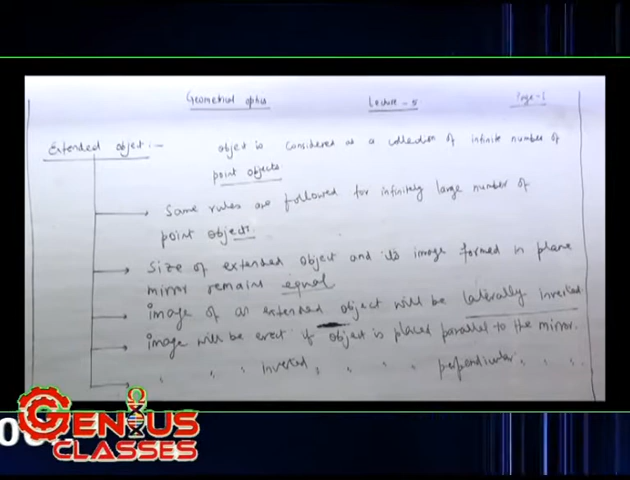 Geometrical optics Lecture - 5 Page-1
Extended object :- object is considered as a collection of infinite number of
point objects
→ Same rules are followed for infinitely large number of
point objects.
→ Size of extended object and its image formed in plane
mirror remains equal
→ image of an extended object will be laterally inverted
→ image will be erect if object is placed parallel to the mirror.
→ " " " inverted " " " perpendicular " " "
GENIUS
CLASSES